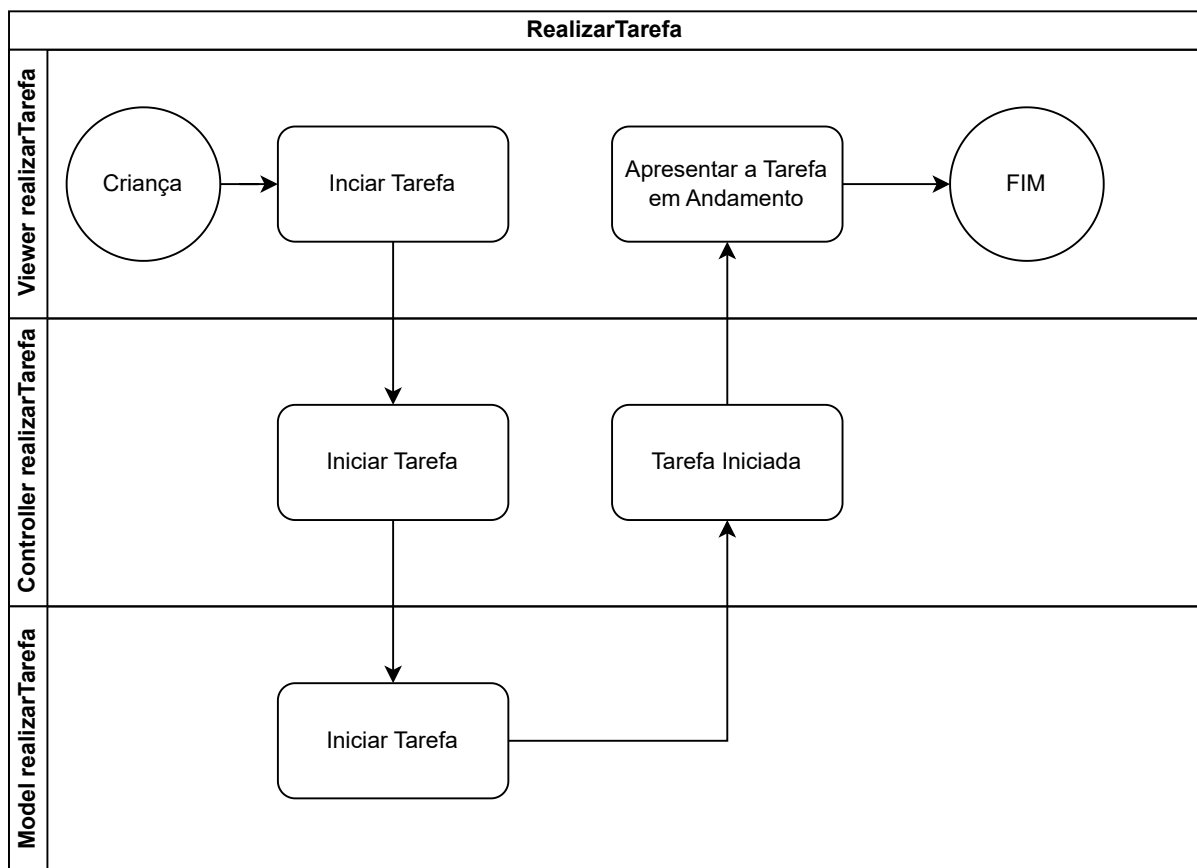 RealizarTarefa
Viewer realizarTarefa
Criança
Inciar Tarefa
Apresentar a Tarefa
em Andamento
FIM
Controller realizarTarefa
Iniciar Tarefa
Tarefa Iniciada
Model realizarTarefa
Iniciar Tarefa